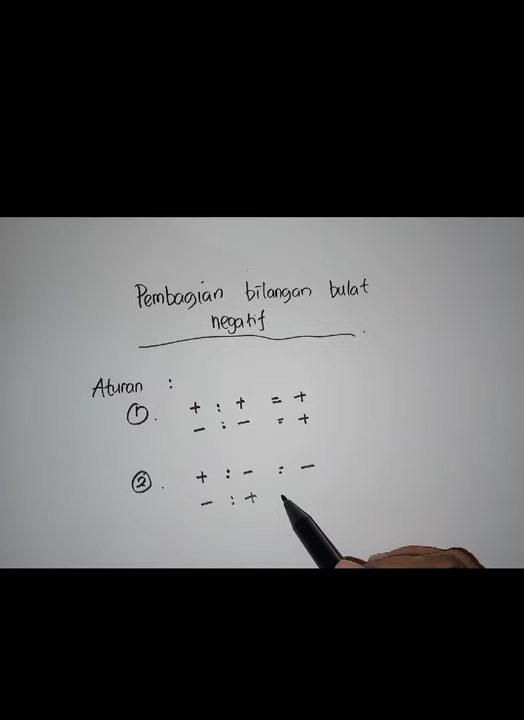 Pembagian bilangan bulat
negatif
Aturan :
1. + : + = +
- : - = +
2. + : - = -
- : +